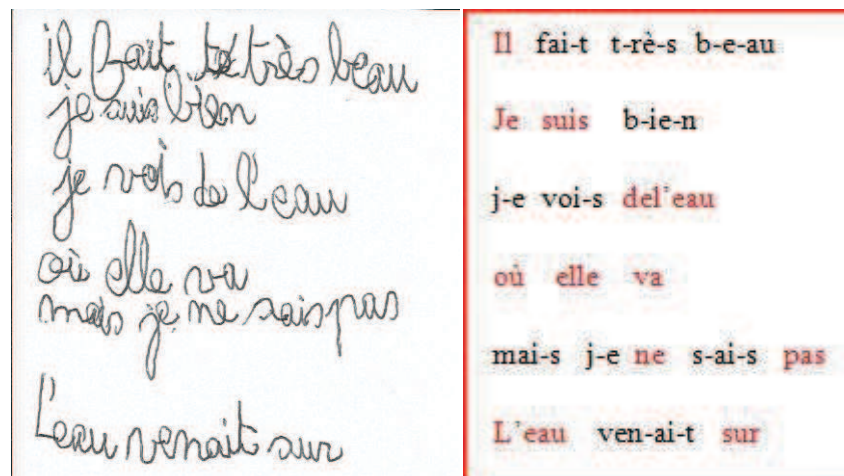 il fait te très beau
je suis bien
je vois de l'eau
où elle va
mais je ne sais pas
L'eau venait sur
Il fai-t t-rè-s b-e-au
Je suis b-ie-n
j-e voi-s del'eau
où elle va
mai-s j-e ne s-ai-s pas
L'eau ven-ai-t sur